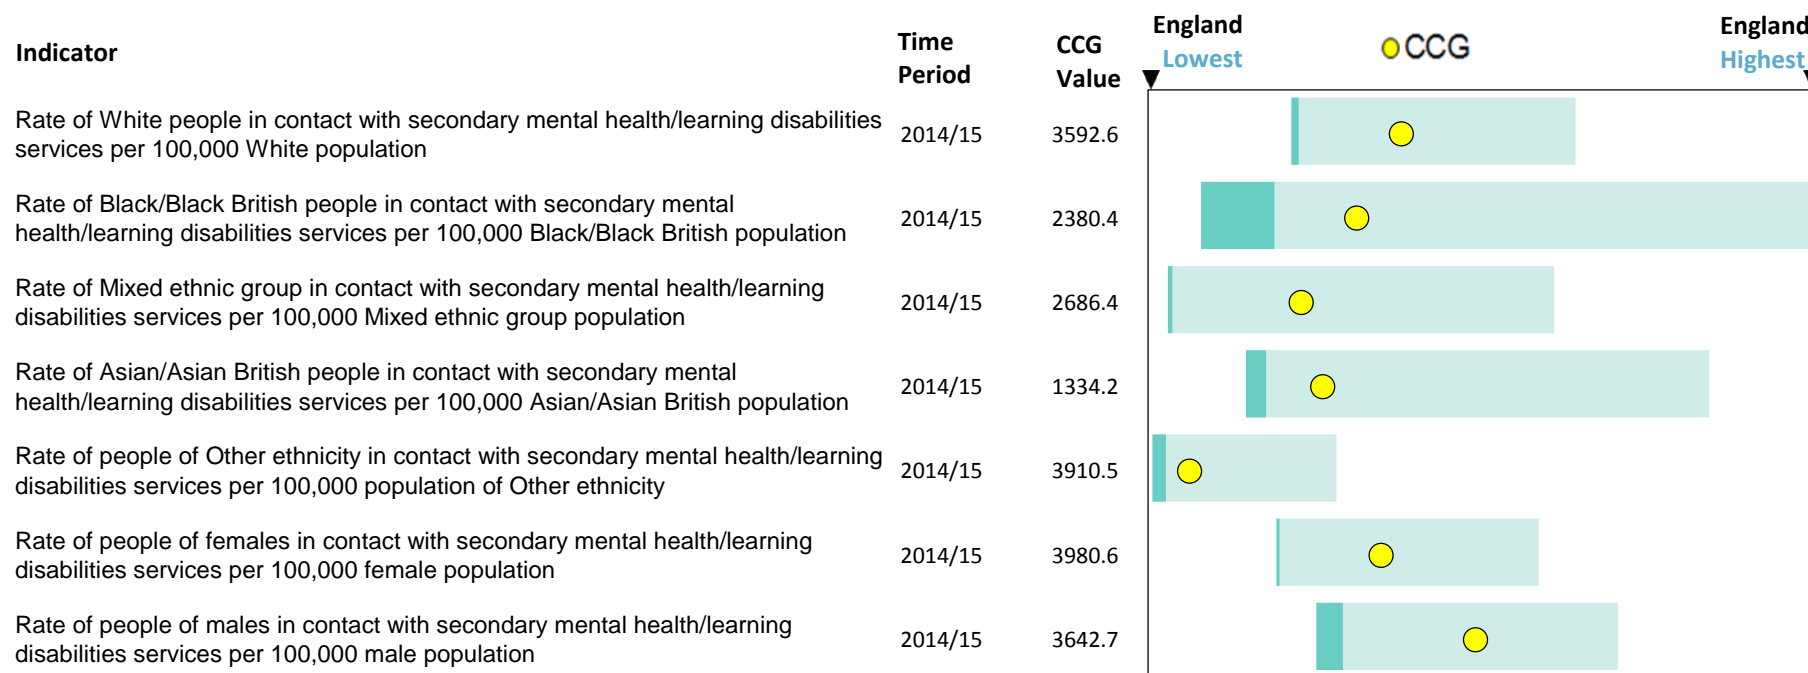 Indicator
Time Period
CCG Value
England Lowest
CCG
England Highest
Rate of White people in contact with secondary mental health/learning disabilities
services per 100,000 White population
2014/15
3592.6
Rate of Black/Black British people in contact with secondary mental
health/learning disabilities services per 100,000 Black/Black British population
2014/15
2380.4
Rate of Mixed ethnic group in contact with secondary mental health/learning
disabilities services per 100,000 Mixed ethnic group population
2014/15
2686.4
Rate of Asian/Asian British people in contact with secondary mental
health/learning disabilities services per 100,000 Asian/Asian British population
2014/15
1334.2
Rate of people of Other ethnicity in contact with secondary mental health/learning
disabilities services per 100,000 population of Other ethnicity
2014/15
3910.5
Rate of people of females in contact with secondary mental health/learning
disabilities services per 100,000 female population
2014/15
3980.6
Rate of people of males in contact with secondary mental health/learning
disabilities services per 100,000 male population
2014/15
3642.7